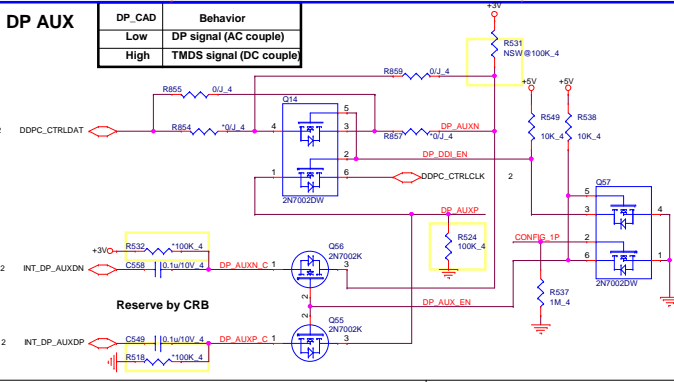 DP AUX
DP_CAD Behavior
Low DP signal (AC couple)
High TMDS signal (DC couple)
+3V
R531
NSW@100K_4
R859 0/J_4
R855 0/J_4
+5V +5V
Q14
5
2 DDPC_CTRLDAT R854 *0/J_4 4 3 R857 *0/J_4 DP_AUXN
R549 R538
10K_4 10K_4
2 DP_DDI_EN
1 6 DDPC_CTRLCLK 2
2N7002DW
Q57
5
3 4
DP_AUXP
R524
100K_4
CONFIG_1P 2
6 1
2N7002DW
+3V R532 *100K_4
Q56
2N7002K
2 INT_DP_AUXDN C558 0.1u/10V_4 DP_AUXN_C 1 3
2
DP_AUX_EN
R537
1M_4
Reserve by CRB
2
Q55
2N7002K
2 INT_DP_AUXDP C549 0.1u/10V_4 DP_AUXP_C 1 3
R518 *100K_4